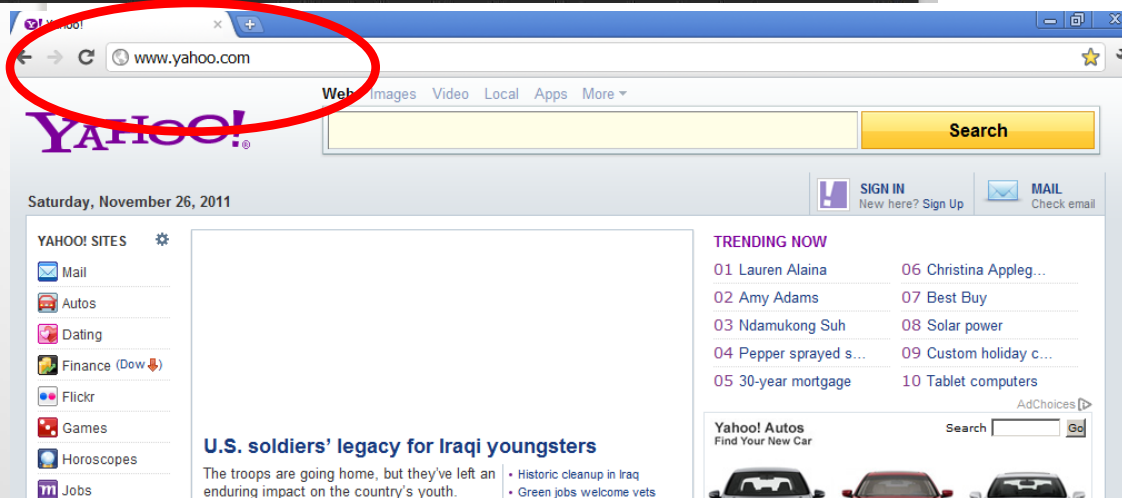 Yahoo!
www.yahoo.com
Web Images Video Local Apps More
YAHOO!®
Search
Saturday, November 26, 2011
SIGN IN
New here? Sign Up
MAIL
Check email
YAHOO! SITES
Mail
Autos
Dating
Finance (Dow)
Flickr
Games
Horoscopes
Jobs
U.S. soldiers’ legacy for Iraqi youngsters
The troops are going home, but they’ve left an
enduring impact on the country’s youth.
• Historic cleanup in Iraq
• Green jobs welcome vets
TRENDING NOW
01 Lauren Alaina
02 Amy Adams
03 Ndamukong Suh
04 Pepper sprayed s...
05 30-year mortgage
06 Christina Appleg...
07 Best Buy
08 Solar power
09 Custom holiday c...
10 Tablet computers
AdChoices
Yahoo! Autos
Find Your New Car
Search
Go